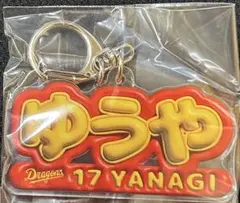 ゆうや
Dragons
17 YANAGI